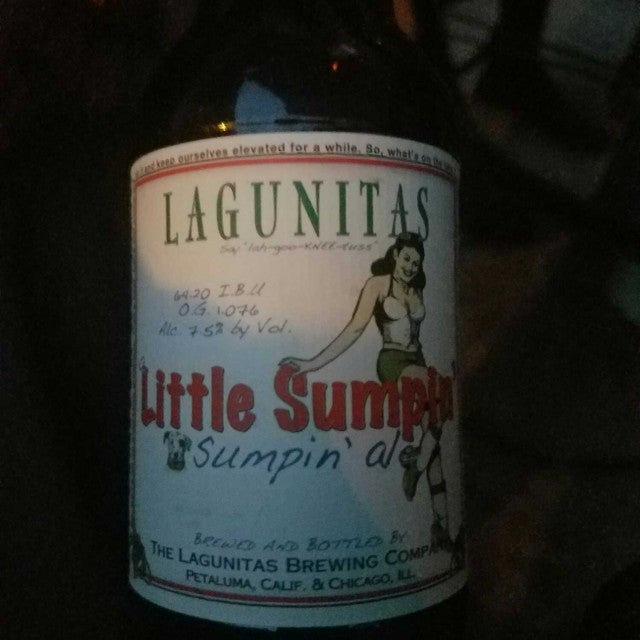 and keep ourselves elevated for a while. So, what's on the
LAGUNITAS
Say "lah-goo-KNEE-tuss"
64.20 I.B.U
O.G. 1.076
Alc. 7.5% by Vol.
Little Sumpin'
Sumpin' ale
BREWED AND BOTTLED BY:
THE LAGUNITAS BREWING COMPA
PETALUMA, CALIF. & CHICAGO, ILL.